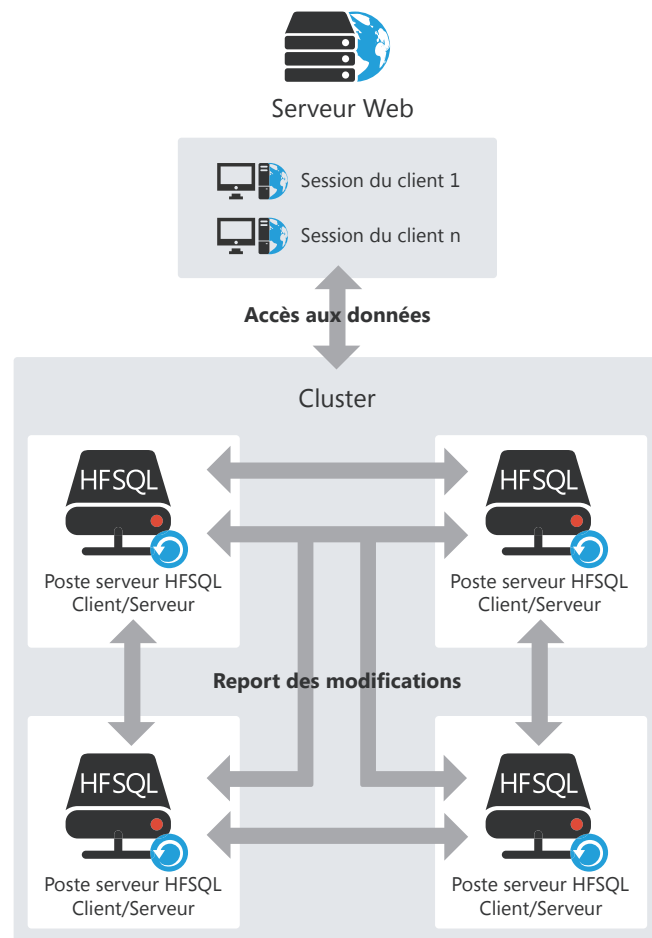 Serveur Web
Session du client 1
Session du client n
Accès aux données
Cluster
HFSQL
Poste serveur HFSQL
Client/Serveur
HFSQL
Poste serveur HFSQL
Client/Serveur
Report des modifications
HFSQL
Poste serveur HFSQL
Client/Serveur
HFSQL
Poste serveur HFSQL
Client/Serveur